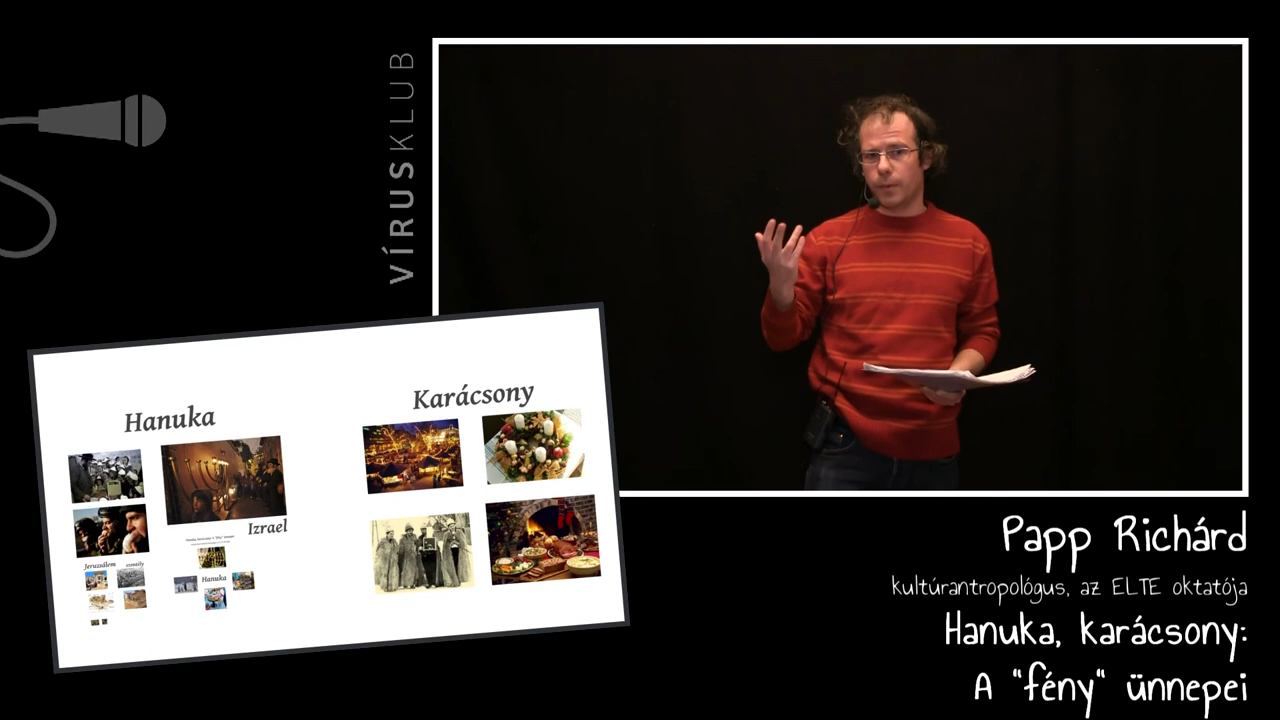 VÍRUSKLUB
Hanuka
Karácsony
Izrael
Jeruzsálem
Hanuka
Papp Richárd
kultúrantropológus, az ELTE oktatója
Hanuka, karácsony:
A "fény" ünnepei